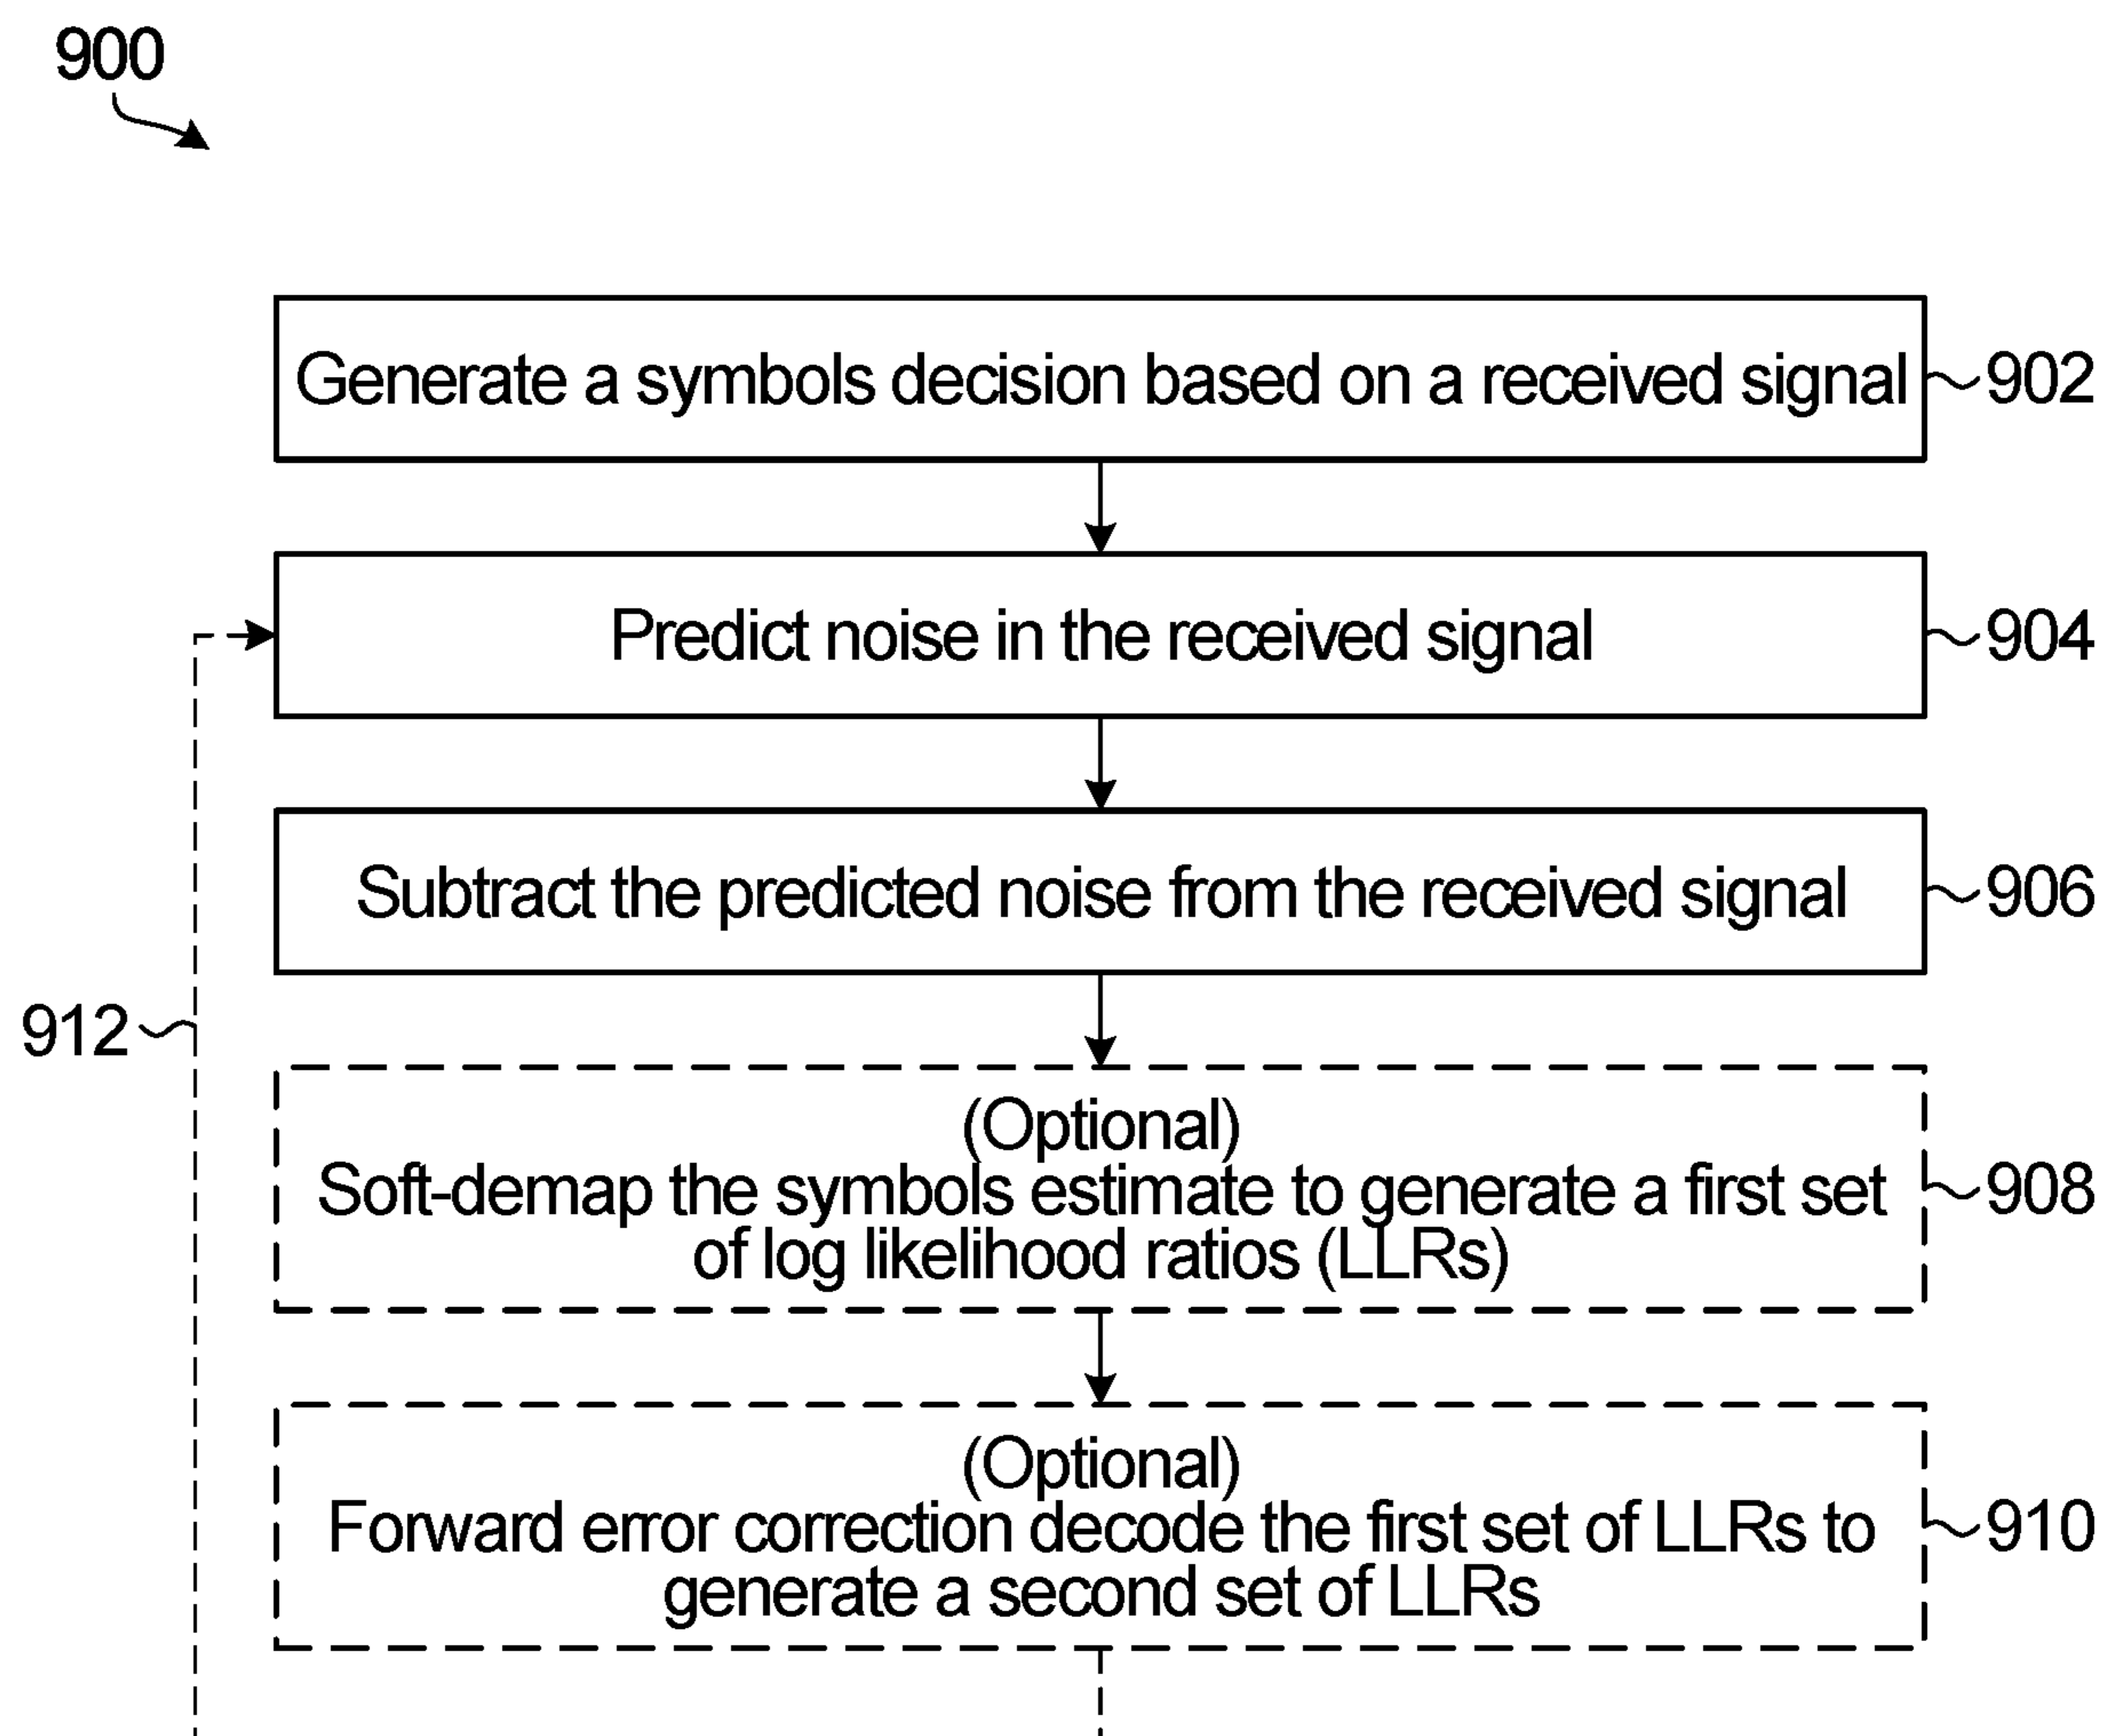 900
Generate a symbols decision based on a received signal
902
Predict noise in the received signal
904
Subtract the predicted noise from the received signal
906
912
(Optional)
Soft-demap the symbols estimate to generate a first set
of log likelihood ratios (LLRs)
908
(Optional)
Forward error correction decode the first set of LLRs to
generate a second set of LLRs
910